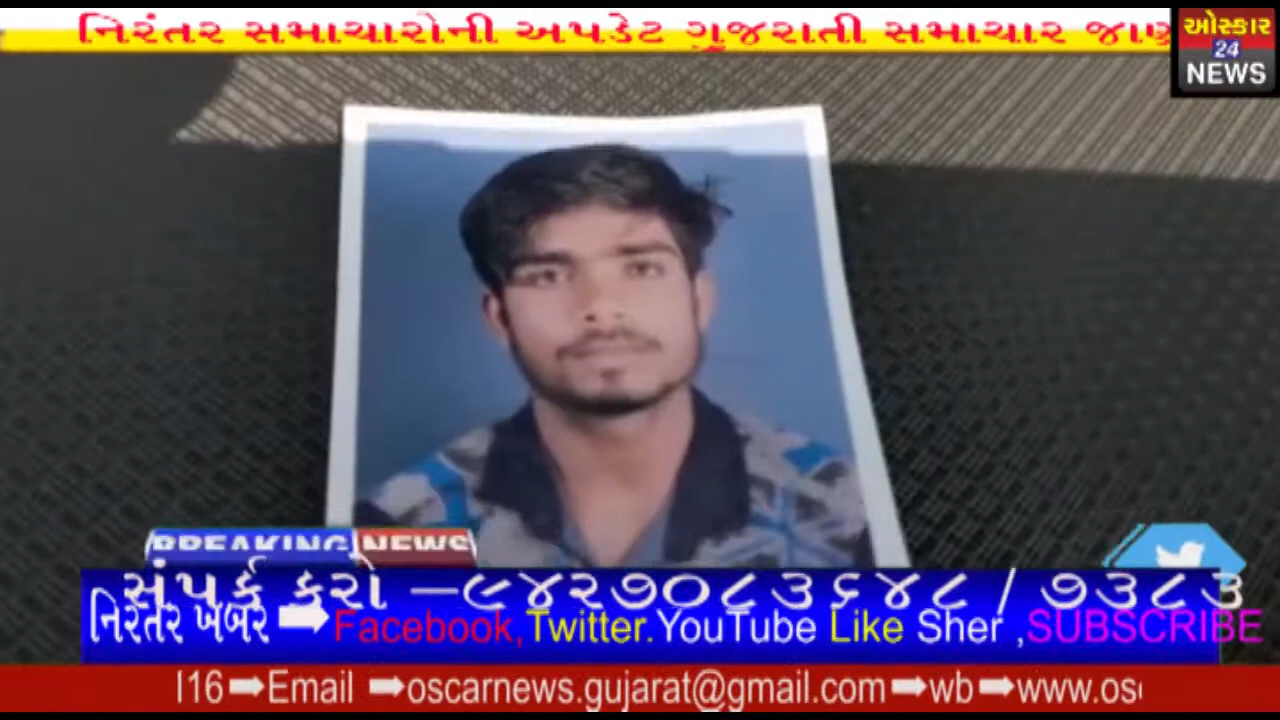 નિરંતર સમાચારોની અપડેટ ગુજરાતી સમાચાર જાણ
ઓસ્કાર
24
NEWS
BREAKING NEWS
સંપર્ક કરો –૯૪૨૭૦૮૩૬૪૮ / ૭૩૮૩
નિરંતર ખબર ➡Facebook,Twitter.YouTube Like Sher ,SUBSCRIBE
l16➡Email ➡oscarnews.gujarat@gmail.com➡wb➡www.os